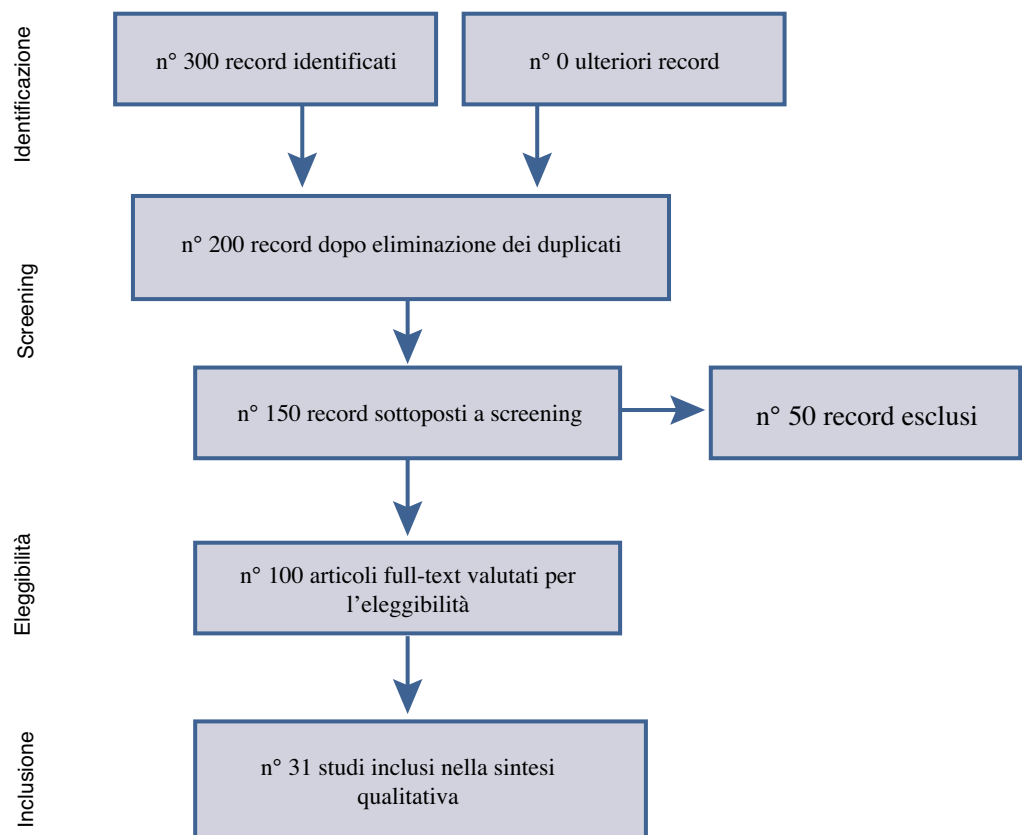 Identificazione
n° 300 record identificati
n° 0 ulteriori record
Screening
n° 200 record dopo eliminazione dei duplicati
n° 150 record sottoposti a screening
n° 50 record esclusi
Eleggibilità
n° 100 articoli full-text valutati per
l’eleggibilità
Inclusione
n° 31 studi inclusi nella sintesi
qualitativa